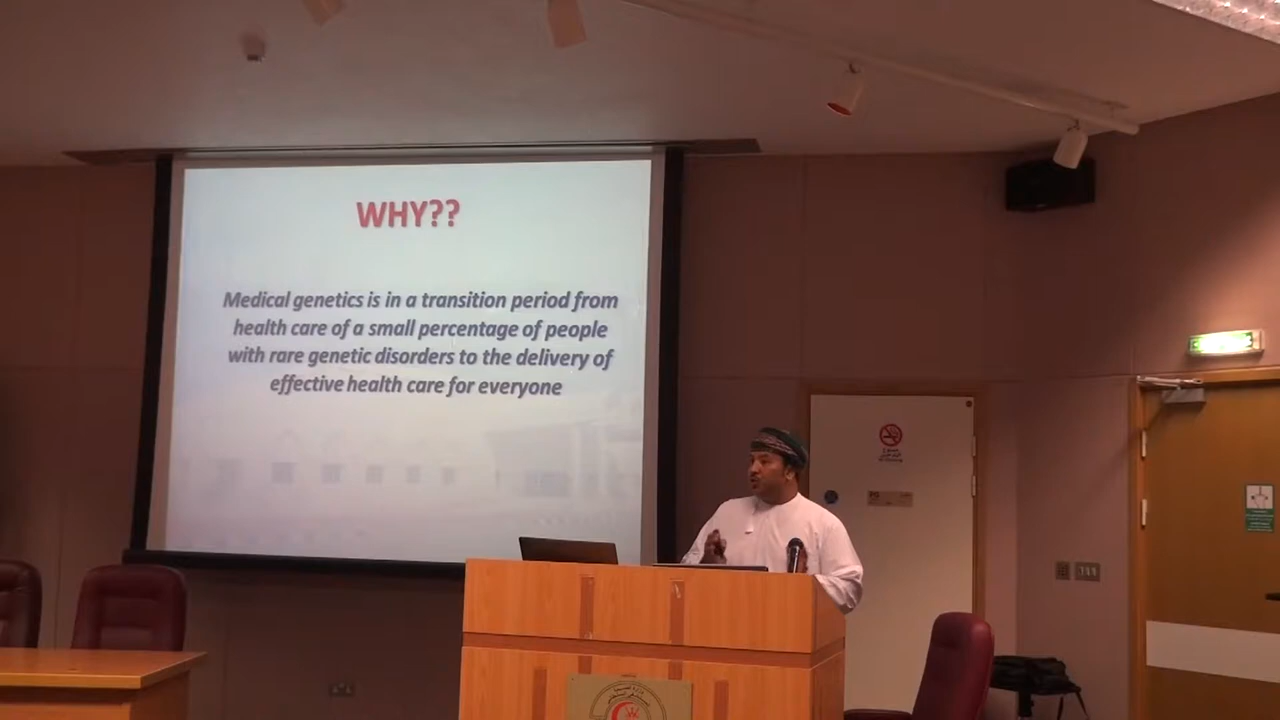 WHY??
Medical genetics is in a transition period from
health care of a small percentage of people
with rare genetic disorders to the delivery of
effective health care for everyone